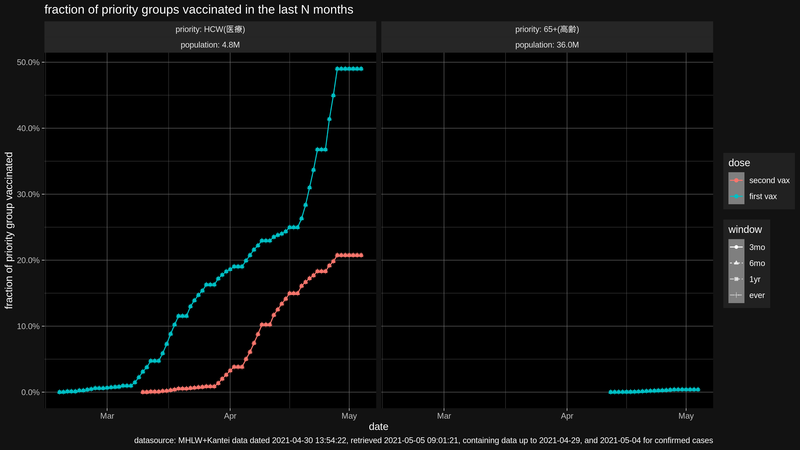 fraction of priority groups vaccinated in the last N months
priority: HCW(医療)
population: 4.8M
priority: 65+(高齢)
population: 36.0M
fraction of priority group vaccinated
50.0%
40.0%
30.0%
20.0%
10.0%
0.0%
Mar
Apr
May
Mar
Apr
May
date
dose
second vax
first vax
window
3mo
6mo
1yr
ever
datasource: MHLW+Kantei data dated 2021-04-30 13:54:22, retrieved 2021-05-05 09:01:21, containing data up to 2021-04-29, and 2021-05-04 for confirmed cases